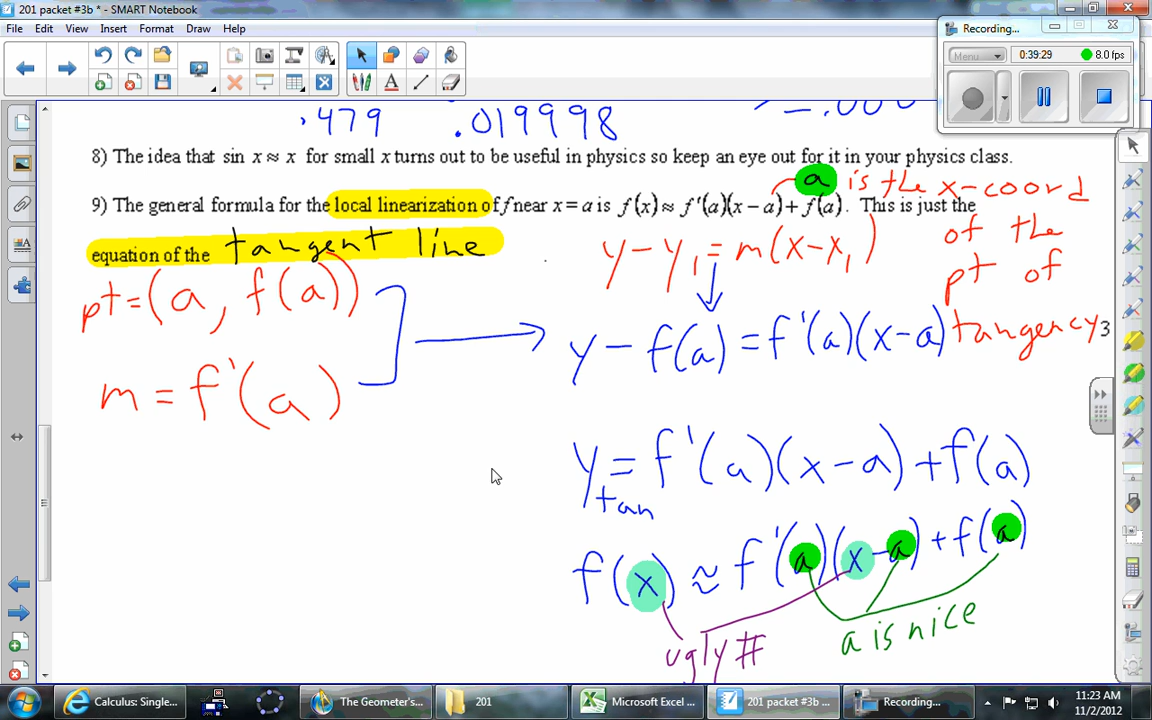 201 packet #3b * - SMART Notebook
File Edit View Insert Format Draw Help
Recording...
Menu 0:39:29 8.0 fps
.479 .019998
8) The idea that sin x ≈ x for small x turns out to be useful in physics so keep an eye out for it in your physics class.
9) The general formula for the local linearization of f near x = a is f(x) ≈ f'(a)(x − a) + f(a). This is just the
equation of the tangent line
a is the x-coord
of the
pt of
tangency
3
y − y₁ = m(x − x₁)
pt = (a, f(a))
m = f'(a)
y − f(a) = f'(a)(x − a)
y = f'(a)(x − a) + f(a)
tan
f(x) ≈ f'(a)(x − a) + f(a)
ugly #
a is nice
Calculus: Single...
The Geometer's...
201
Microsoft Excel ...
201 packet #3b ...
Recording...
11:23 AM
11/2/2012